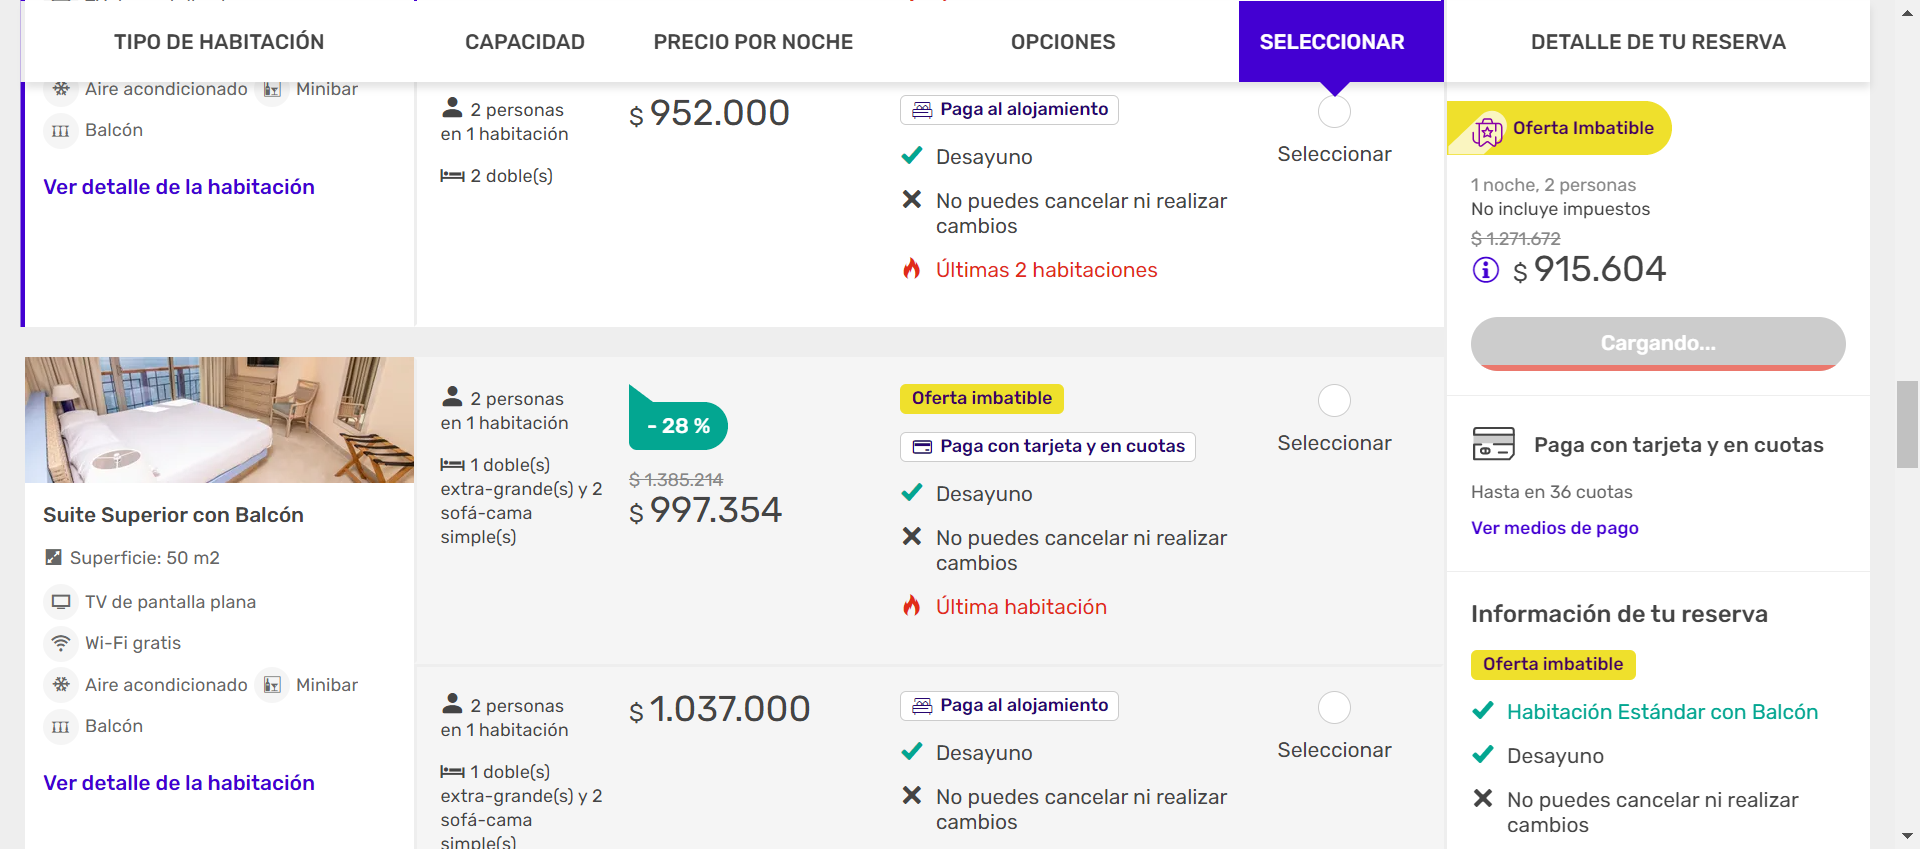 TIPO DE HABITACIÓN
CAPACIDAD
PRECIO POR NOCHE
OPCIONES
SELECCIONAR
DETALLE DE TU RESERVA
Aire acondicionado
Minibar
Balcón
Ver detalle de la habitación
2 personas
en 1 habitación
2 doble(s)
$ 952.000
Paga al alojamiento
Desayuno
No puedes cancelar ni realizar
cambios
Últimas 2 habitaciones
Seleccionar
Suite Superior con Balcón
Superficie: 50 m2
TV de pantalla plana
Wi-Fi gratis
Aire acondicionado
Minibar
Balcón
Ver detalle de la habitación
2 personas
en 1 habitación
1 doble(s)
extra-grande(s) y 2
sofá-cama
simple(s)
- 28 %
$ 1.385.214
$ 997.354
Oferta imbatible
Paga con tarjeta y en cuotas
Desayuno
No puedes cancelar ni realizar
cambios
Última habitación
Seleccionar
2 personas
en 1 habitación
1 doble(s)
extra-grande(s) y 2
sofá-cama
simple(s)
$ 1.037.000
Paga al alojamiento
Desayuno
No puedes cancelar ni realizar
cambios
Seleccionar
Oferta Imbatible
1 noche, 2 personas
No incluye impuestos
$ 1.271.672
$ 915.604
Cargando...
Paga con tarjeta y en cuotas
Hasta en 36 cuotas
Ver medios de pago
Información de tu reserva
Oferta imbatible
Habitación Estándar con Balcón
Desayuno
No puedes cancelar ni realizar
cambios